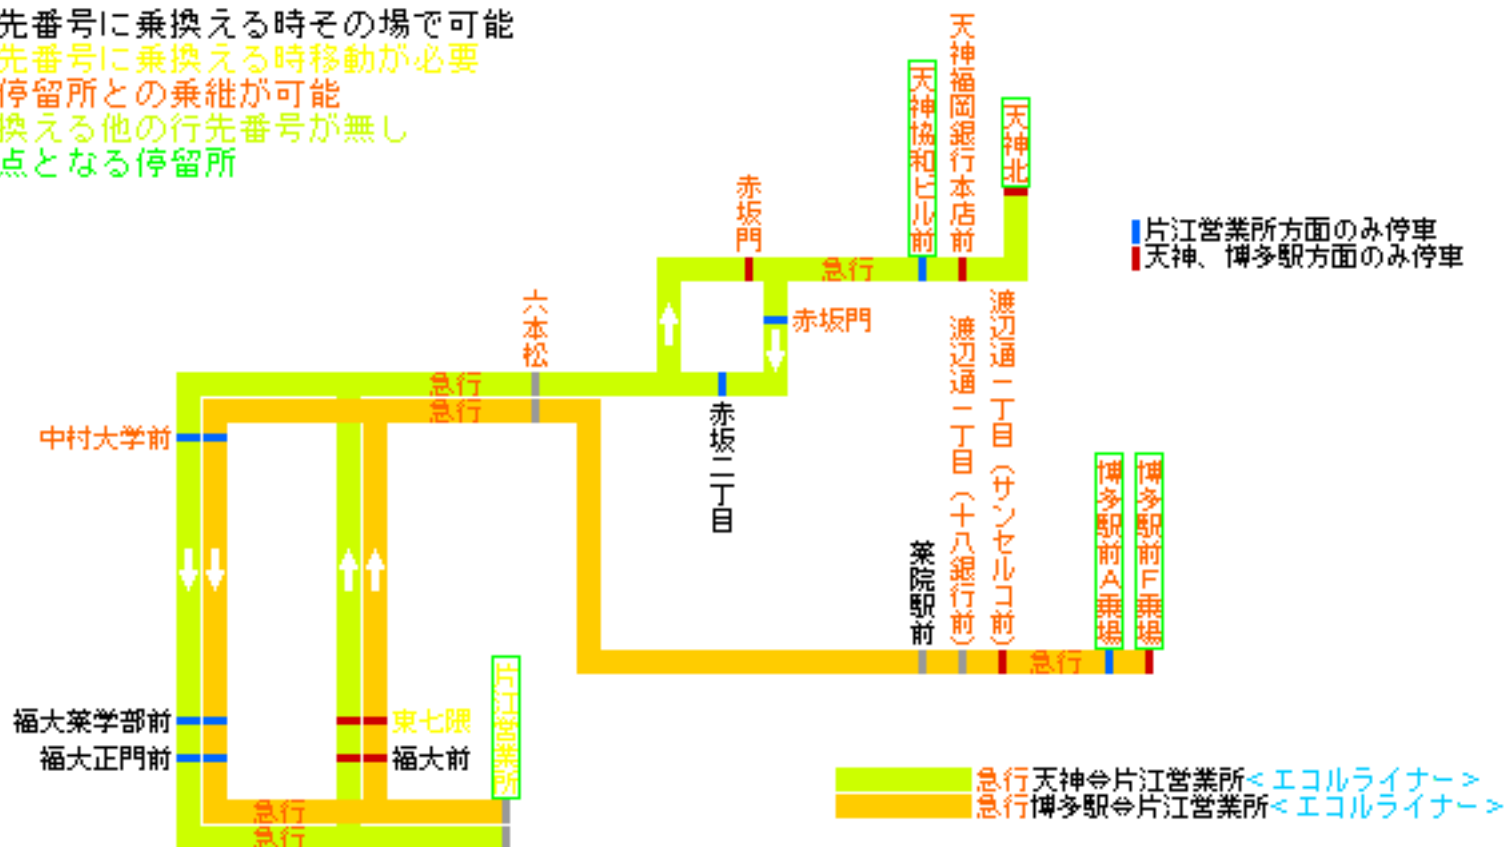 先番号に乗換える時その場で可能
先番号に乗換える時移動が必要
停留所との乗継が可能
換える他の行先番号が無し
点となる停留所
天神協和ビル前
天神福岡銀行本店前
天神北
赤坂門
急行
片江営業所方面のみ停車
天神、博多駅方面のみ停車
六本松
赤坂門
急行
急行
赤坂二丁目
中村大学前
薬院駅前
渡辺通二丁目（十八銀行前）
渡辺通一丁目（サンセルコ前）
博多駅前A乗場
博多駅前F乗場
急行
片江営業所
福大薬学部前
東七隈
福大正門前
福大前
急行
急行
急行天神⇔片江営業所<エコルライナー>
急行博多駅⇔片江営業所<エコルライナー>